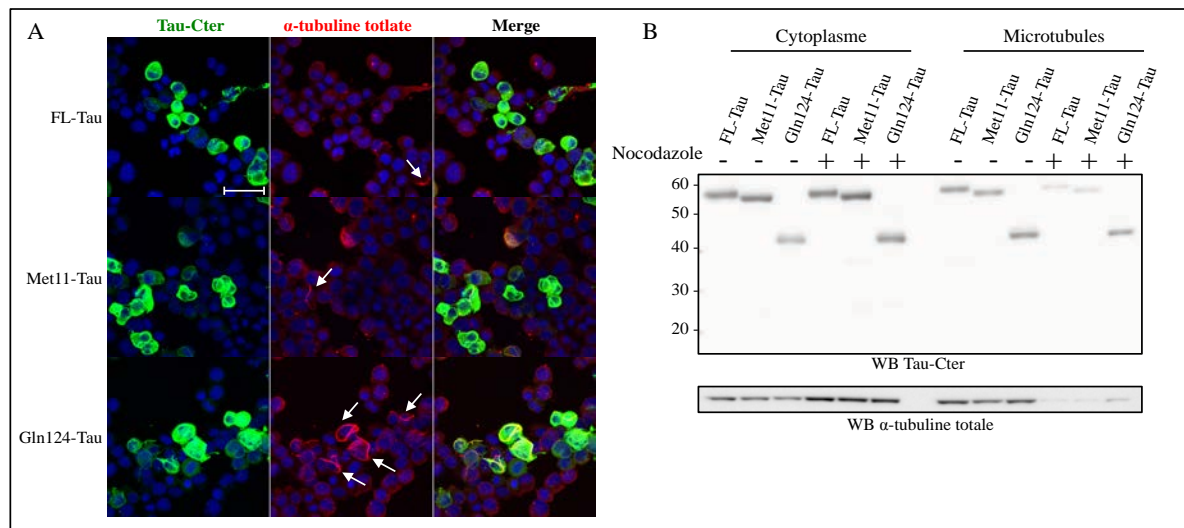 A
Tau-Cter
α-tubuline totlate
Merge
FL-Tau
Met11-Tau
Gln124-Tau
B
Cytoplasme
Microtubules
FL-Tau
Met11-Tau
Gln124-Tau
FL-Tau
Met11-Tau
Gln124-Tau
FL-Tau
Met11-Tau
Gln124-Tau
FL-Tau
Met11-Tau
Gln124-Tau
Nocodazole - - - + + + - - - + + +
60
50
40
30
20
WB Tau-Cter
WB α-tubuline totale